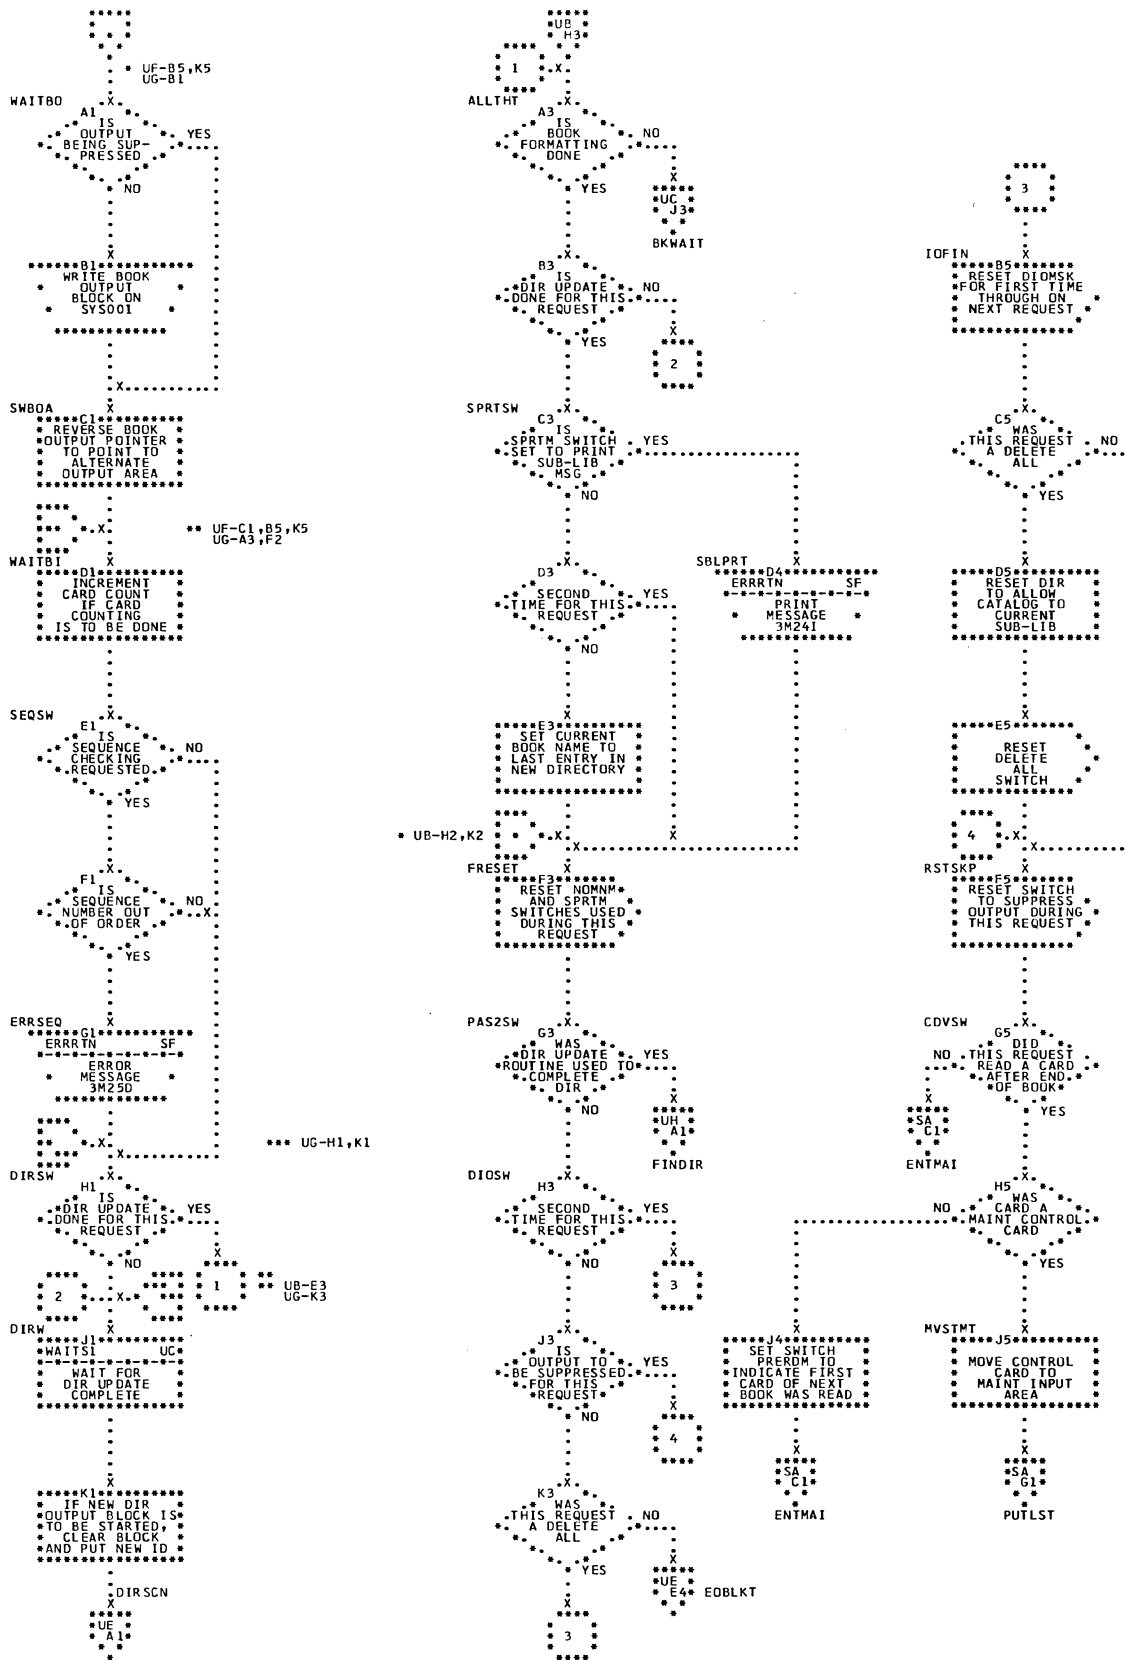 * UF-B5,K5
UG-B1
WAITBO
A1
IS
OUTPUT
BEING SUP-
PRESSED
YES
NO
B1
WRITE BOOK
OUTPUT
BLOCK ON
SYS001
SWBOA
C1
REVERSE BOOK
OUTPUT POINTER
TO POINT TO
ALTERNATE
OUTPUT AREA
** UF-C1,B5,K5
UG-A3,F2
WAITBI
D1
INCREMENT
CARD COUNT
IF CARD
COUNTING
IS TO BE DONE
SEQSW
E1
IS
SEQUENCE
CHECKING
REQUESTED
NO
YES
F1
IS
SEQUENCE
NUMBER OUT
OF ORDER
NO
YES
ERRSEQ
G1
ERRRTN SF
ERROR
MESSAGE
3M25D
*** UG-H1,K1
DIRSW
H1
IS
DIR UPDATE
DONE FOR THIS
REQUEST
YES
NO
1
** UB-E3
** UG-K3
2
DIRW
J1
WAITS1 UC
WAIT FOR
DIR UPDATE
COMPLETE
K1
IF NEW DIR
OUTPUT BLOCK IS
TO BE STARTED,
CLEAR BLOCK
AND PUT NEW ID
DIRSCN
UE
A1
UB
H3
1
ALLTHT
A3
IS
BOOK
FORMATTING
DONE
NO
YES
UC
J3
BKWAIT
B3
IS
DIR UPDATE
DONE FOR THIS
REQUEST
NO
YES
2
SPRTSW
C3
IS
SPRTM SWITCH
SET TO PRINT
SUB-LIB
MSG
YES
NO
D3
SECOND
TIME FOR THIS
REQUEST
YES
NO
SBLPRT
D4
ERRRTN SF
PRINT
MESSAGE
3M24I
E3
SET CURRENT
BOOK NAME TO
LAST ENTRY IN
NEW DIRECTORY
* UB-H2,K2
FRESET
F3
RESET NOMNM
AND SPRTM
SWITCHES USED
DURING THIS
REQUEST
PAS2SW
G3
WAS
DIR UPDATE
ROUTINE USED TO
COMPLETE
DIR
YES
NO
UH
A1
FINDIR
DIOSW
H3
SECOND
TIME FOR THIS
REQUEST
YES
NO
3
J3
IS
OUTPUT TO
BE SUPPRESSED
FOR THIS
REQUEST
YES
NO
4
K3
WAS
THIS REQUEST
A DELETE
ALL
NO
YES
UE
E4
EOBLKT
3
3
IOFIN
B5
RESET DIOMSK
FOR FIRST TIME
THROUGH ON
NEXT REQUEST
C5
WAS
THIS REQUEST
A DELETE
ALL
NO
YES
D5
RESET DIR
TO ALLOW
CATALOG TO
CURRENT
SUB-LIB
E5
RESET
DELETE
ALL
SWITCH
4
RSTSKP
F5
RESET SWITCH
TO SUPPRESS
OUTPUT DURING
THIS REQUEST
CDVSW
G5
DID
THIS REQUEST
READ A CARD
AFTER END
OF BOOK
NO
YES
SA
C1
ENTMAI
H5
WAS
CARD A
MAINT CONTROL
CARD
NO
YES
J4
SET SWITCH
PRERDM TO
INDICATE FIRST
CARD OF NEXT
BOOK WAS READ
SA
C1
ENTMAI
MVSTMT
J5
MOVE CONTROL
CARD TO
MAINT INPUT
AREA
SA
G1
PUTLST